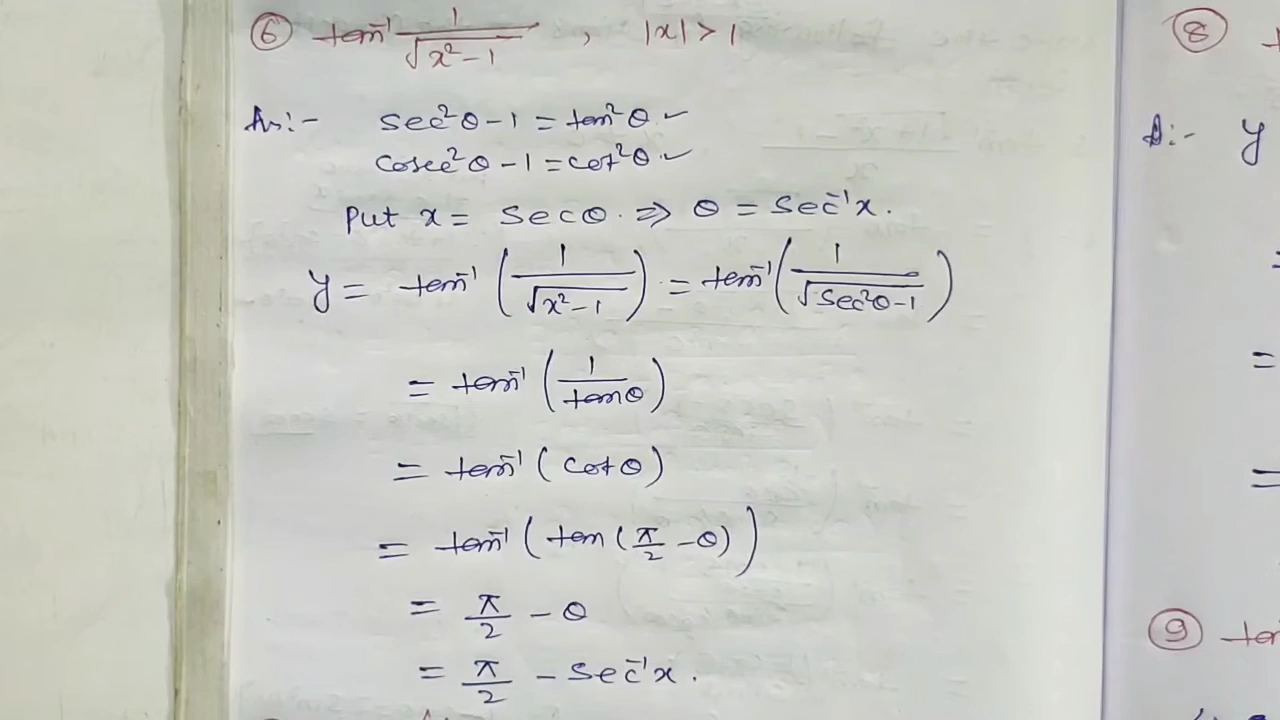 ⑥ tan⁻¹ 1/√(x²-1) , |x| > 1
As:- sec²θ - 1 = tan²θ ✓
cosec²θ - 1 = cot²θ ✓
Put x = secθ. ⇒ θ = sec⁻¹x.
y = tan⁻¹ (1/√(x²-1)) = tan⁻¹ (1/√(sec²θ-1))
= tan⁻¹ (1/tanθ)
= tan⁻¹ (cotθ)
= tan⁻¹ (tan (π/2 - θ))
= π/2 - θ
= π/2 - sec⁻¹x.
⑧
A:- y
=
=
⑨ tan